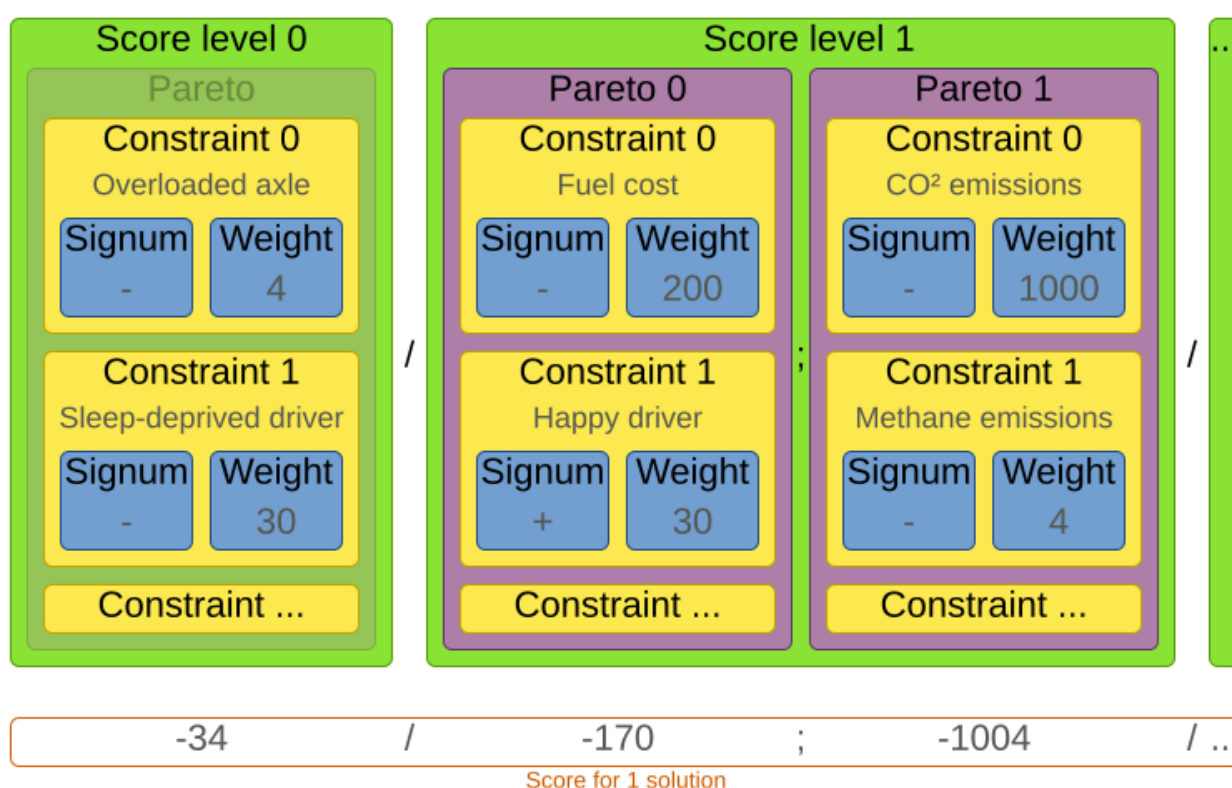 Score level 0
Pareto
Constraint 0
Overloaded axle
Signum Weight
- 4
Constraint 1
Sleep-deprived driver
Signum Weight
- 30
Constraint ...
/
Score level 1
Pareto 0
Constraint 0
Fuel cost
Signum Weight
- 200
Constraint 1
Happy driver
Signum Weight
+ 30
Constraint ...
;
Pareto 1
Constraint 0
CO² emissions
Signum Weight
- 1000
Constraint 1
Methane emissions
Signum Weight
- 4
Constraint ...
/
..
-34 / -170 ; -1004 / ..
Score for 1 solution